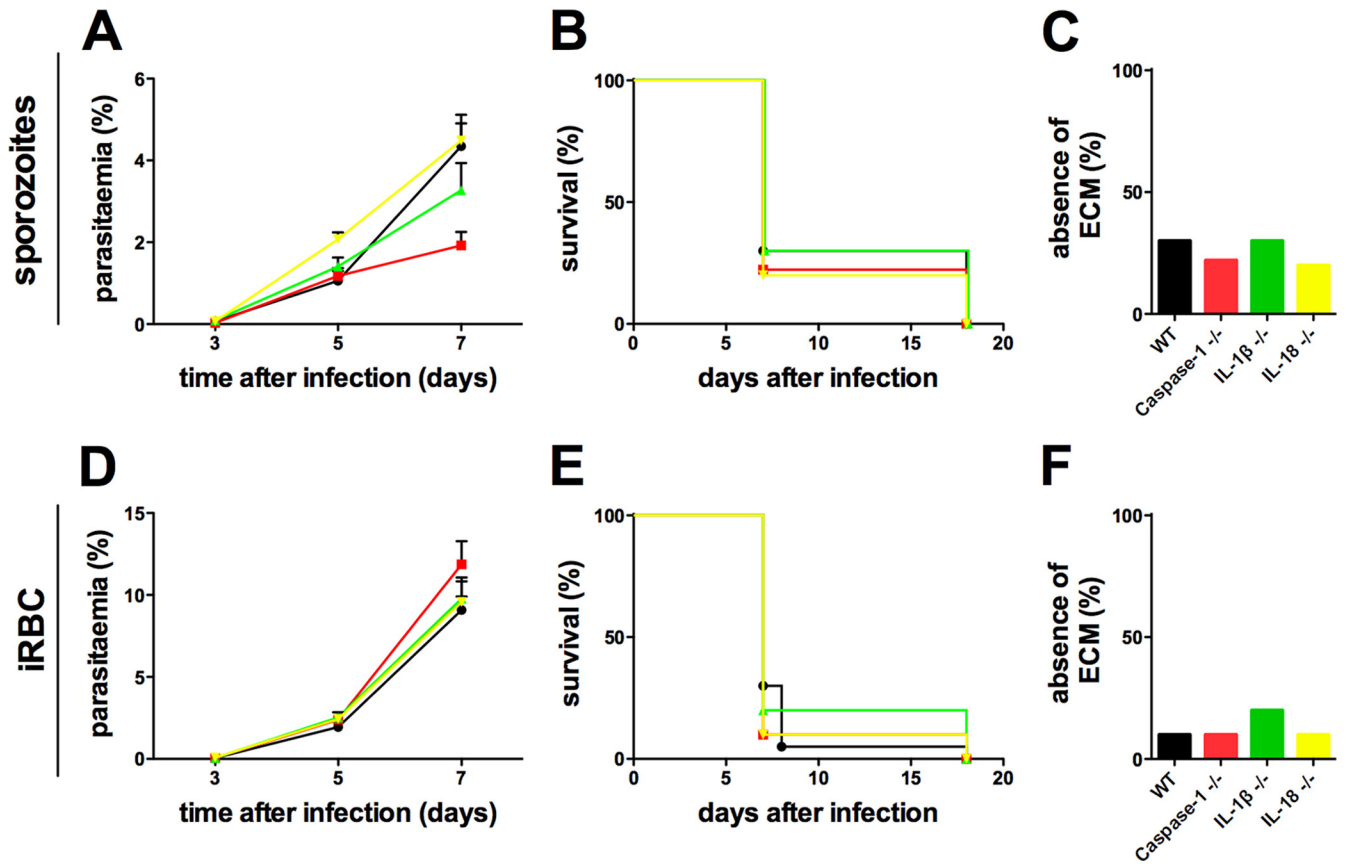 A
sporozoites
parasitaemia (%)
6
4
2
0
3 5 7
time after infection (days)
B
survival (%)
100
50
0
0 5 10 15 20
days after infection
C
absence of
ECM (%)
100
50
0
WT
Caspase-1 -/-
IL-1β -/-
IL-18 -/-
D
iRBC
parasitaemia (%)
15
10
5
0
3 5 7
time after infection (days)
E
survival (%)
100
50
0
0 5 10 15 20
days after infection
F
absence of
ECM (%)
100
50
0
WT
Caspase-1 -/-
IL-1β -/-
IL-18 -/-